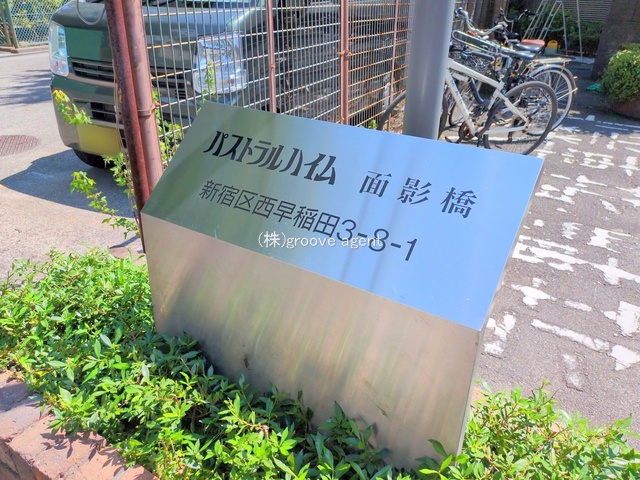 パストラルハイム 面影橋
新宿区西早稲田3-8-1
(株)groove agent